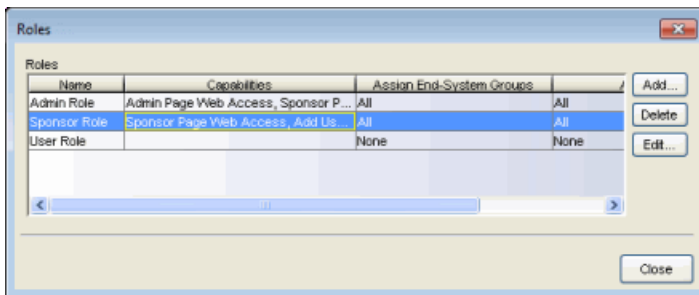 Roles
Roles
Name Capabilities Assign End-System Groups
Admin Role Admin Page Web Access, Sponsor P... All All
Sponsor Role Sponsor Page Web Access, Add Us... All All
User Role None None
Add...
Delete
Edit...
Close